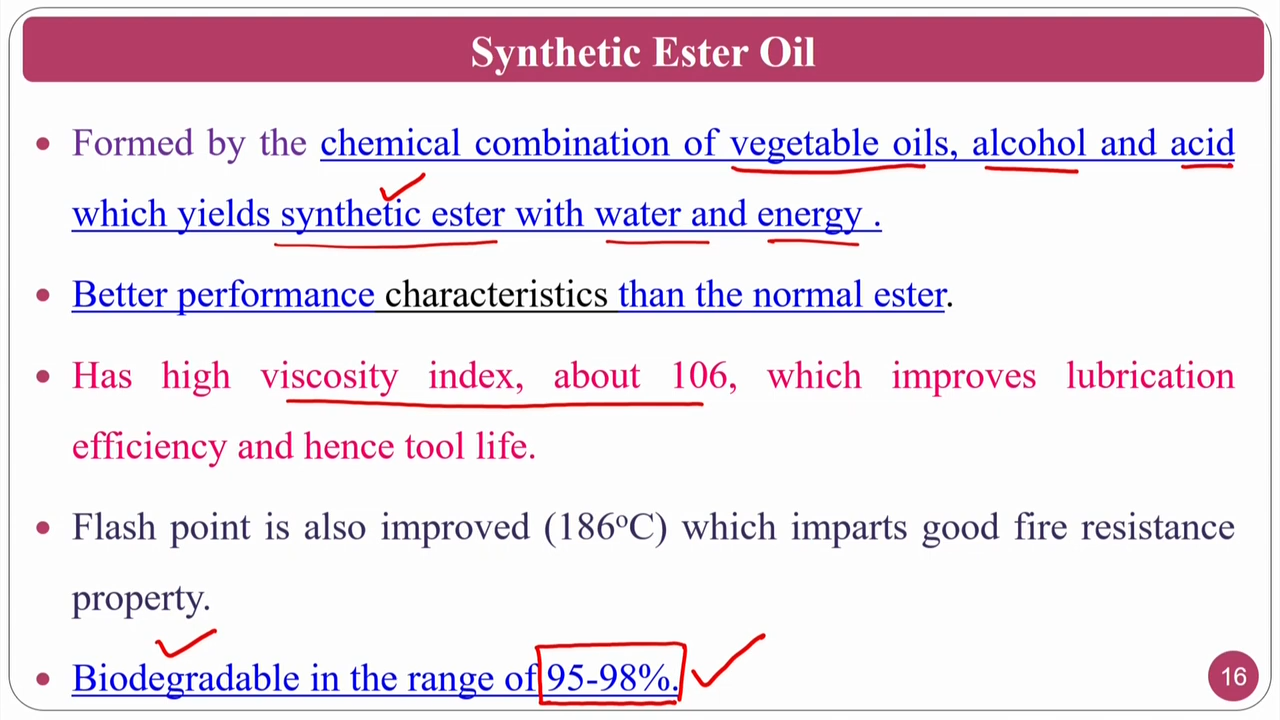 Synthetic Ester Oil
• Formed by the chemical combination of vegetable oils, alcohol and acid
which yields synthetic ester with water and energy .
• Better performance characteristics than the normal ester.
• Has high viscosity index, about 106, which improves lubrication
efficiency and hence tool life.
• Flash point is also improved (186ºC) which imparts good fire resistance
property.
• Biodegradable in the range of 95-98%.
16